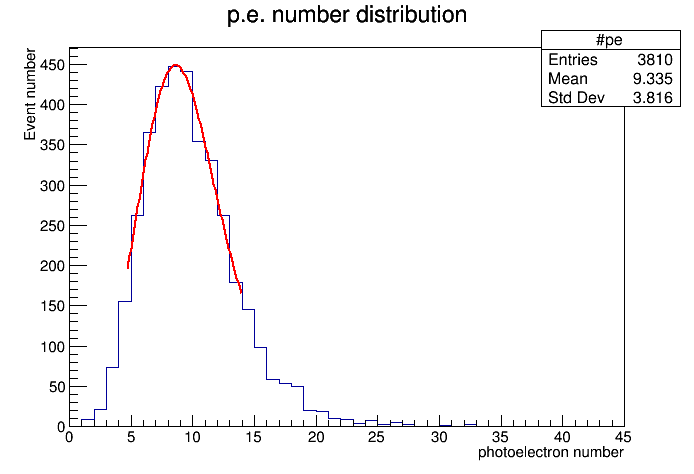 p.e. number distribution
#pe
Entries 3810
Mean 9.335
Std Dev 3.816
Event number
450
400
350
300
250
200
150
100
50
0
0 5 10 15 20 25 30 35 40 45
photoelectron number